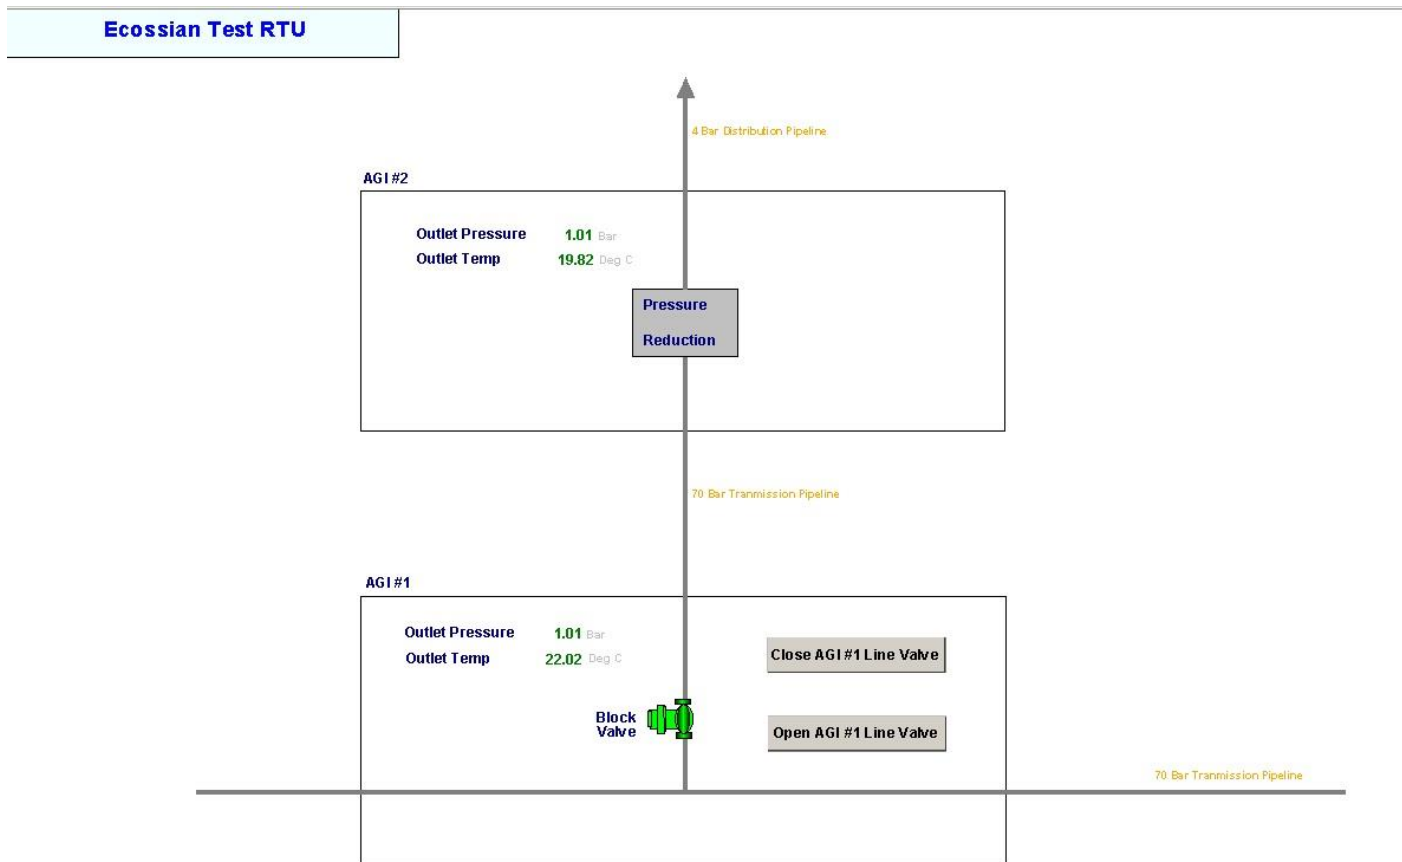 Ecossian Test RTU
4 Bar Distribution Pipeline
AGI #2
Outlet Pressure 1.01 Bar
Outlet Temp 19.82 Deg C
Pressure
Reduction
70 Bar Tranmission Pipeline
AGI #1
Outlet Pressure 1.01 Bar
Outlet Temp 22.02 Deg C
Close AGI #1 Line Valve
Block
Valve
Open AGI #1 Line Valve
70 Bar Tranmission Pipeline